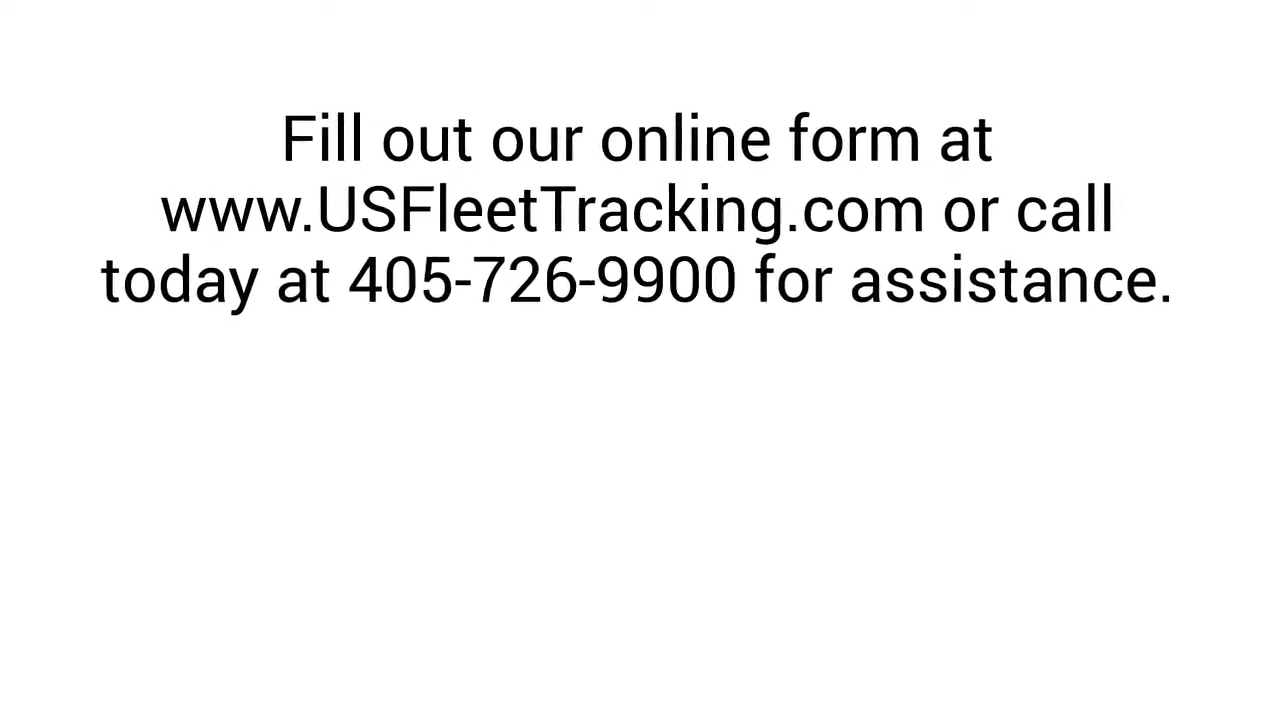 Fill out our online form at
www.USFleetTracking.com or call
today at 405-726-9900 for assistance.